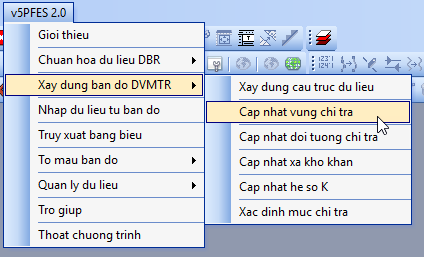 v5PFES 2.0
Gioi thieu
Chuan hoa du lieu DBR
Xay dung ban do DVMTR
Nhap du lieu tu ban do
Truy xuat bang bieu
To mau ban do
Quan ly du lieu
Tro giup
Thoat chuong trinh
Xay dung cau truc du lieu
Cap nhat vung chi tra
Cap nhat doi tuong chi tra
Cap nhat xa kho khan
Cap nhat he so K
Xac dinh muc chi tra